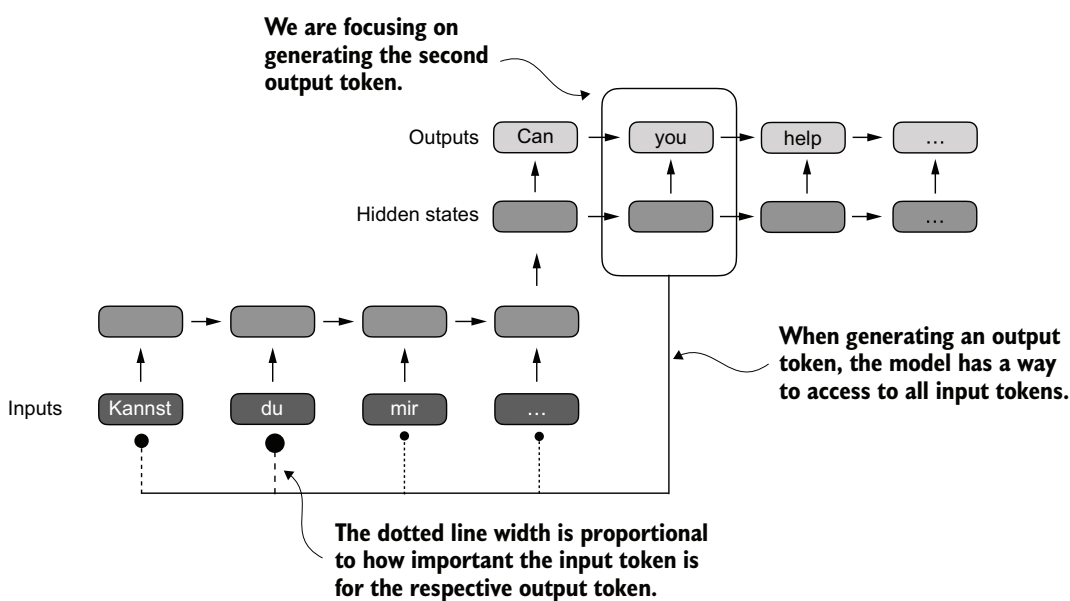 We are focusing on
generating the second
output token.
Outputs
Can
you
help
...
Hidden states
...
When generating an output
token, the model has a way
to access to all input tokens.
Inputs
Kannst
du
mir
...
The dotted line width is proportional
to how important the input token is
for the respective output token.